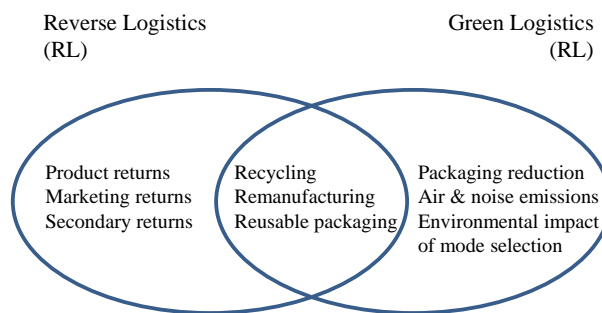 Reverse Logistics
(RL)
Green Logistics
(RL)
Product returns
Marketing returns
Secondary returns
Recycling
Remanufacturing
Reusable packaging
Packaging reduction
Air & noise emissions
Environmental impact
of mode selection